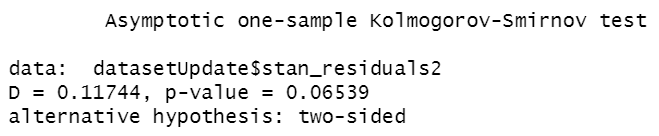 Asymptotic one-sample Kolmogorov-Smirnov test
data:  datasetUpdate$stan_residuals2
D = 0.11744, p-value = 0.06539
alternative hypothesis: two-sided